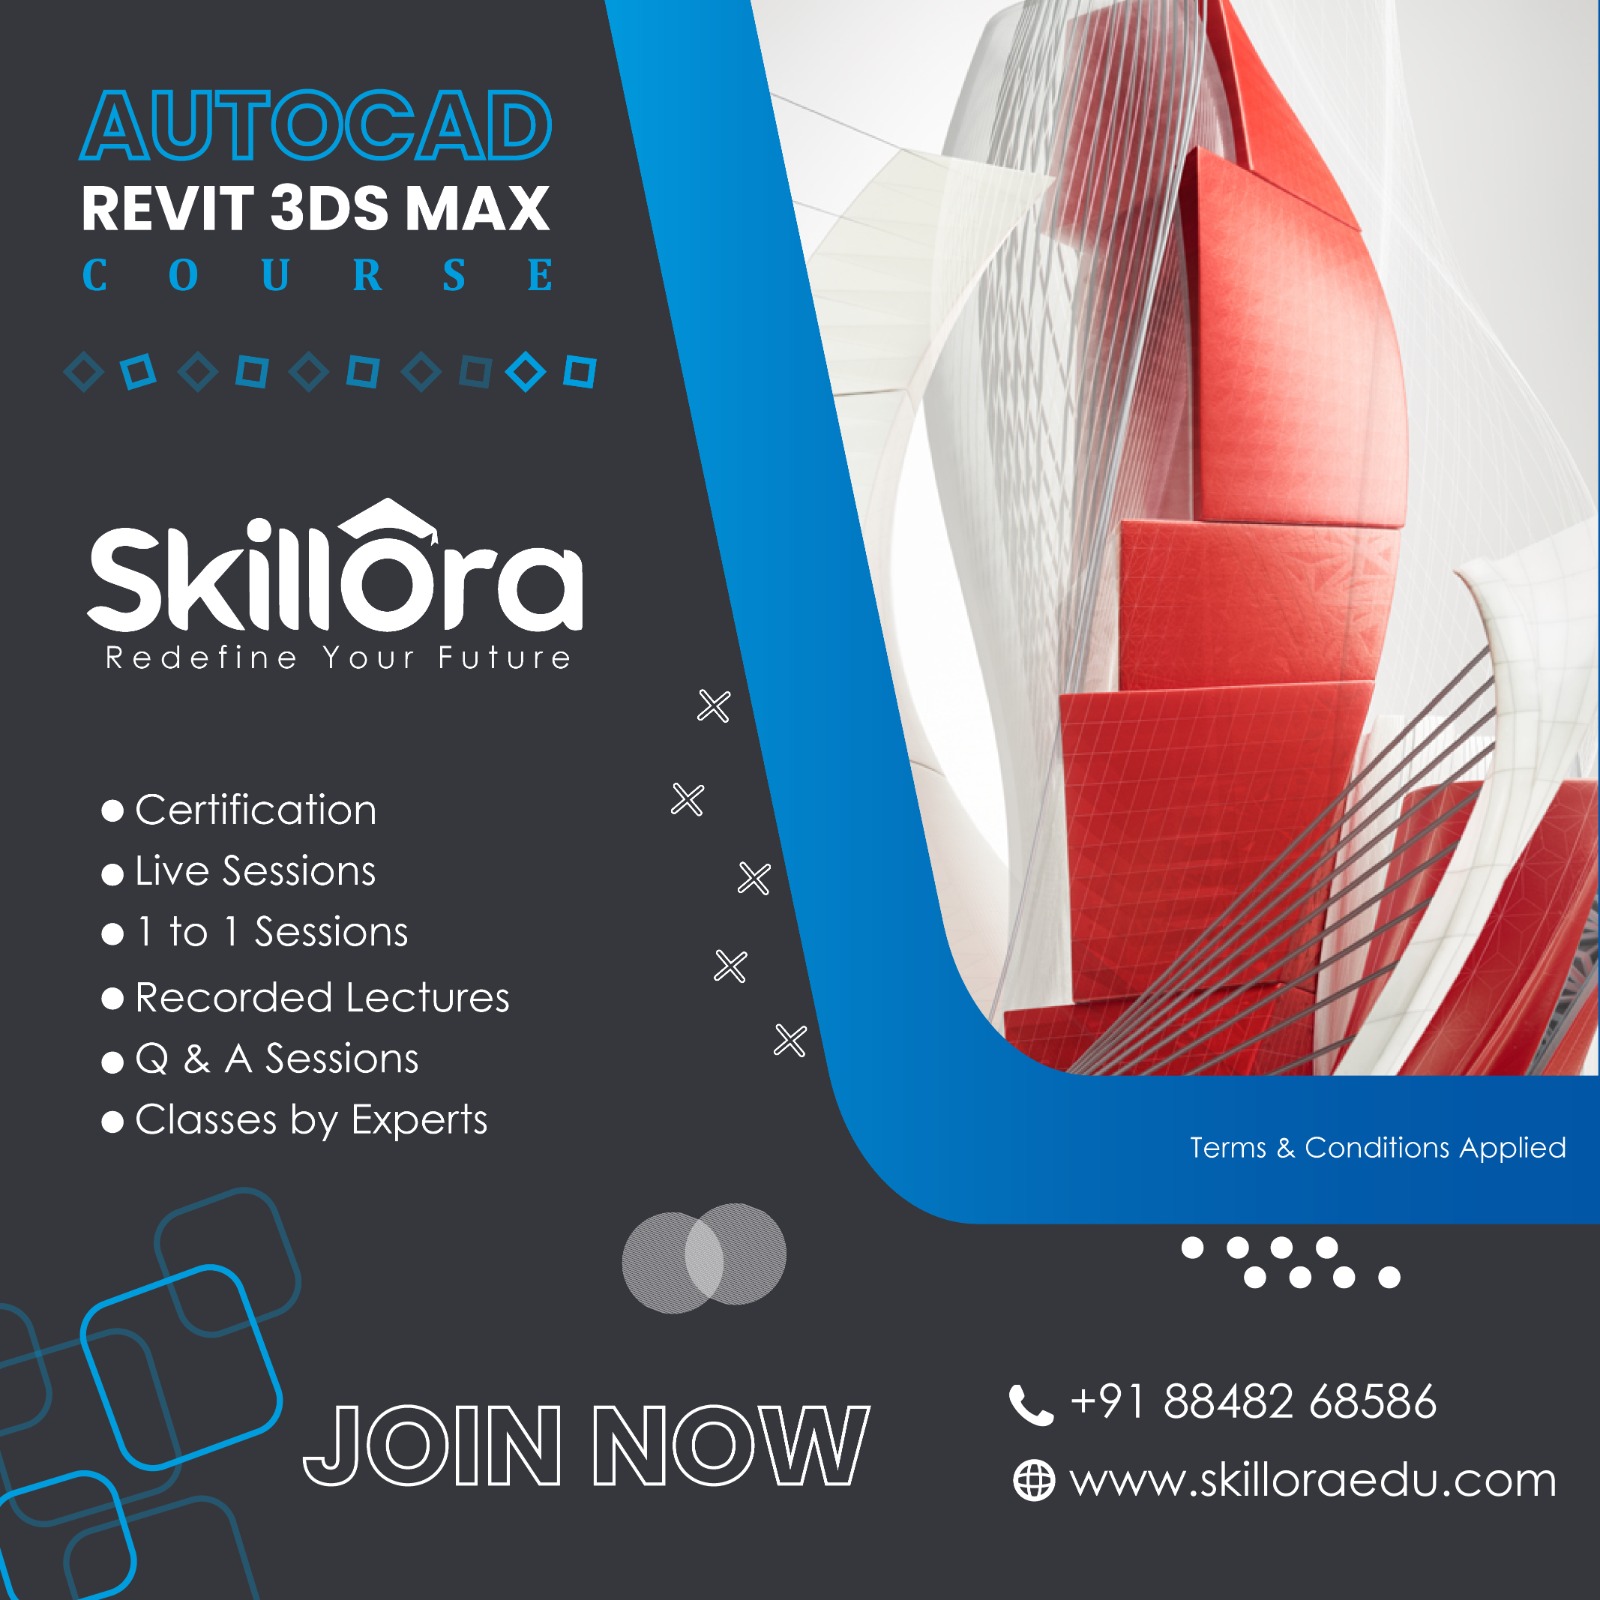 AUTOCAD
REVIT 3DS MAX
COURSE
Skillora
Redefine Your Future
Certification
Live Sessions
1 to 1 Sessions
Recorded Lectures
Q & A Sessions
Classes by Experts
Terms & Conditions Applied
JOIN NOW
+91 88482 68586
www.skilloraedu.com